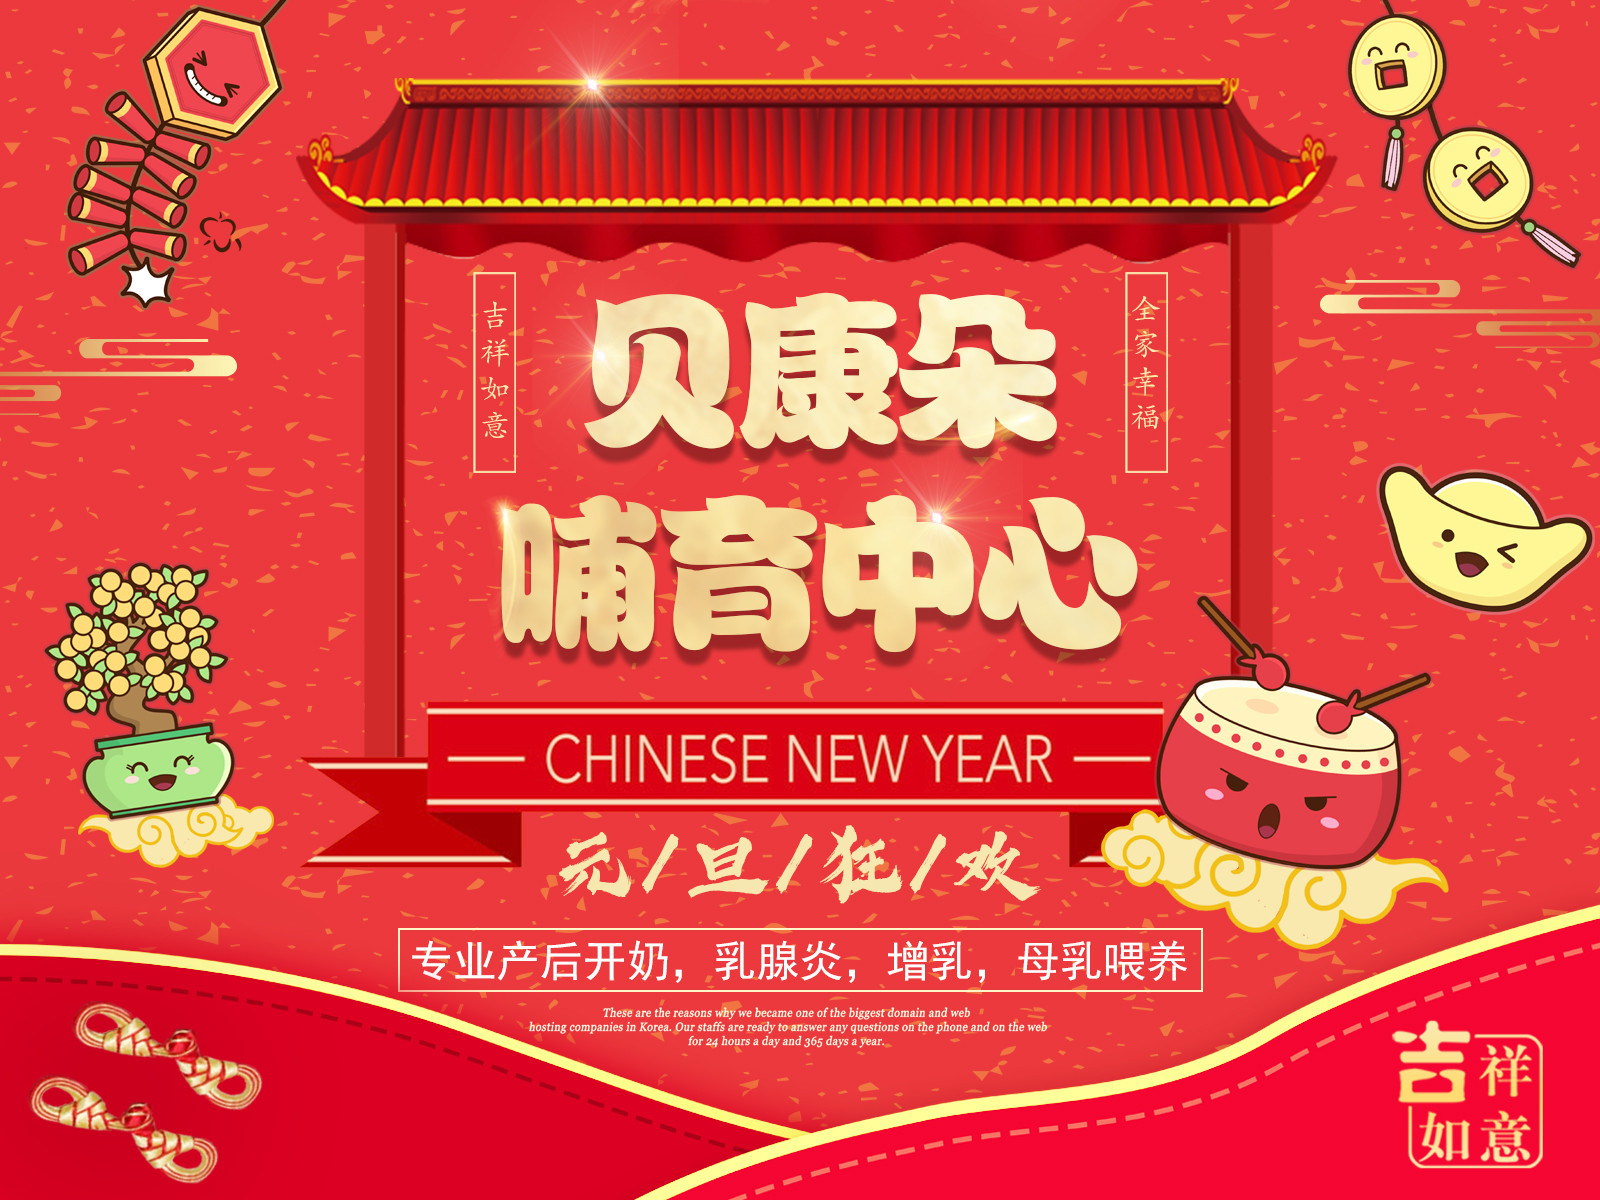 吉祥如意
全家幸福
贝康朵
哺育中心
CHINESE NEW YEAR
元/旦/狂/欢
专业产后开奶，乳腺炎，增乳，母乳喂养
These are the reasons why we became one of the biggest domain and web
hosting companies in Korea. Our staffs are ready to answer any questions on the phone and on the web
for 24 hours a day and 365 days a year.
吉祥
如意